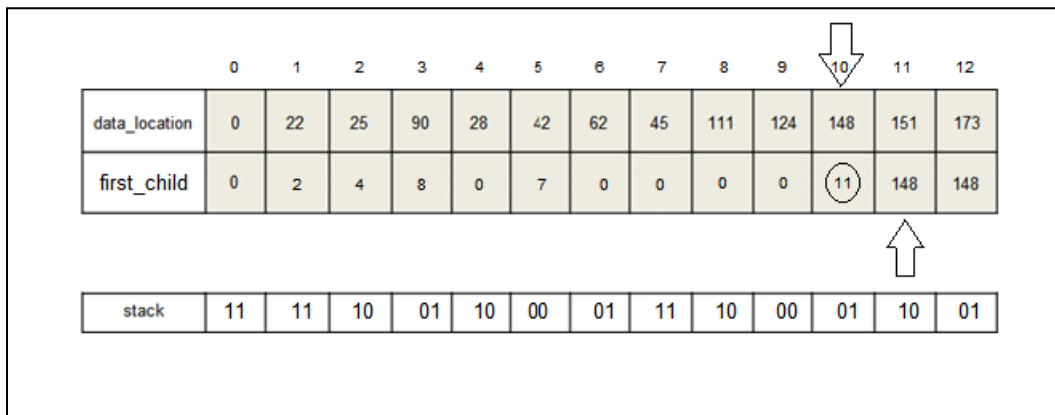 0 1 2 3 4 5 6 7 8 9 10 11 12
data_location 0 22 25 90 28 42 62 45 111 124 148 151 173
first_child 0 2 4 8 0 7 0 0 0 0 11 148 148
stack 11 11 10 01 10 00 01 11 10 00 01 10 01